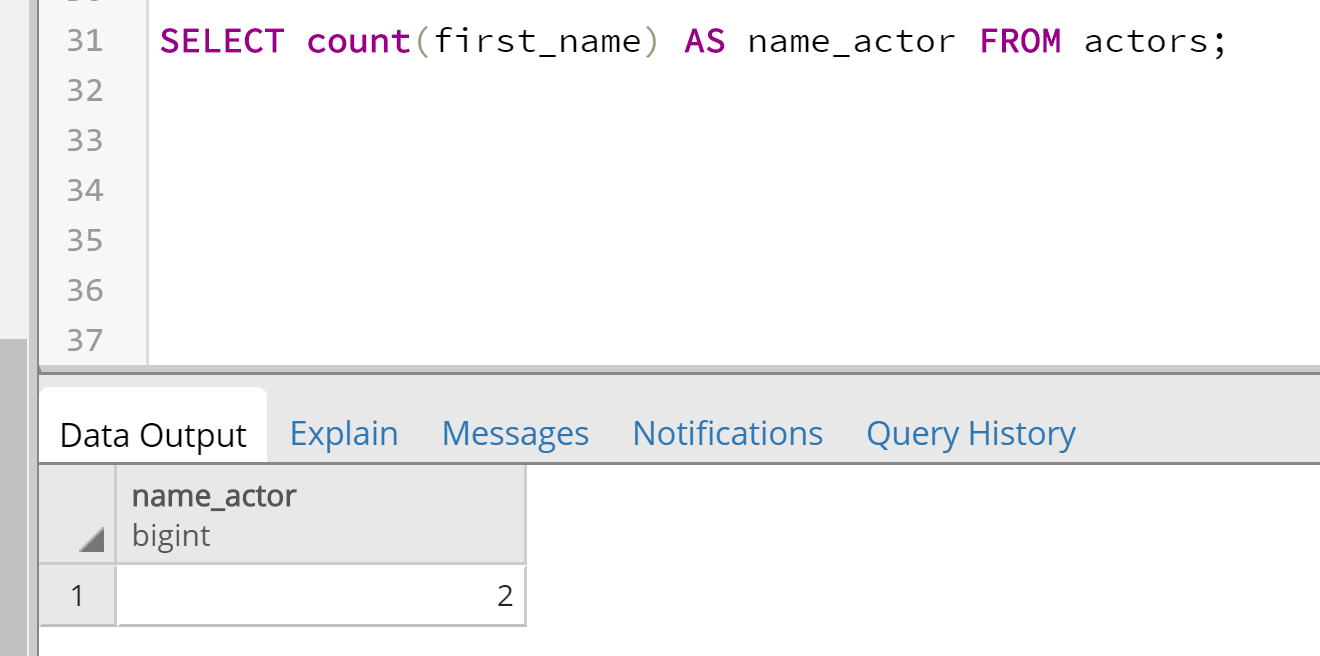 31 SELECT count(first_name) AS name_actor FROM actors;
32
33
34
35
36
37
Data Output Explain Messages Notifications Query History
name_actor
bigint
1 2